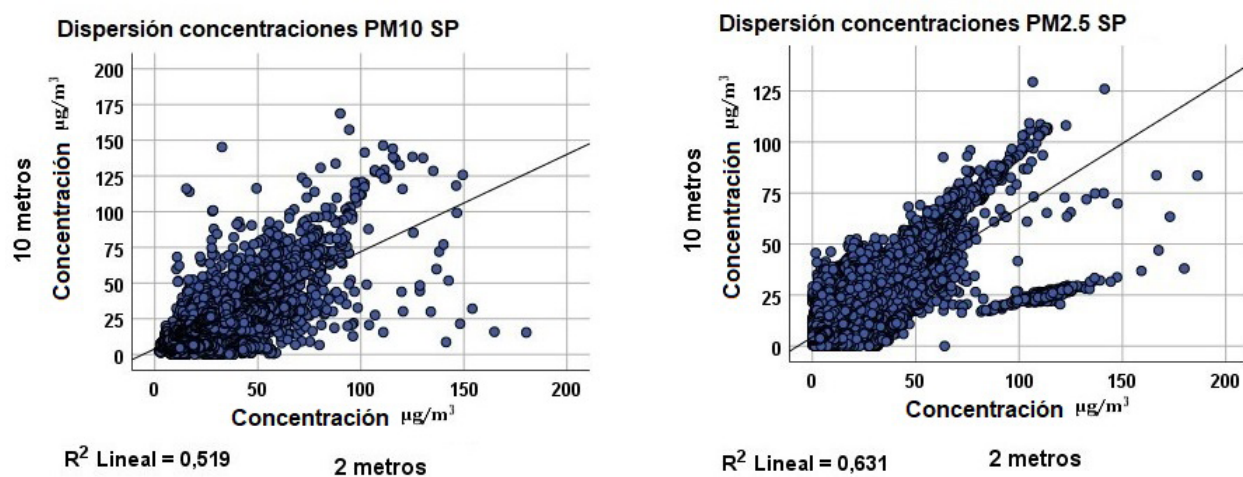 Dispersión concentraciones PM10 SP
200
175
150
125
100
75
50
25
0
10 metros
Concentración µg/m³
0 50 100 150 200
Concentración µg/m³
R² Lineal = 0,519
2 metros
Dispersión concentraciones PM2.5 SP
125
100
75
50
25
0
10 metros
Concentración µg/m³
0 50 100 150 200
Concentración µg/m³
R² Lineal = 0,631
2 metros